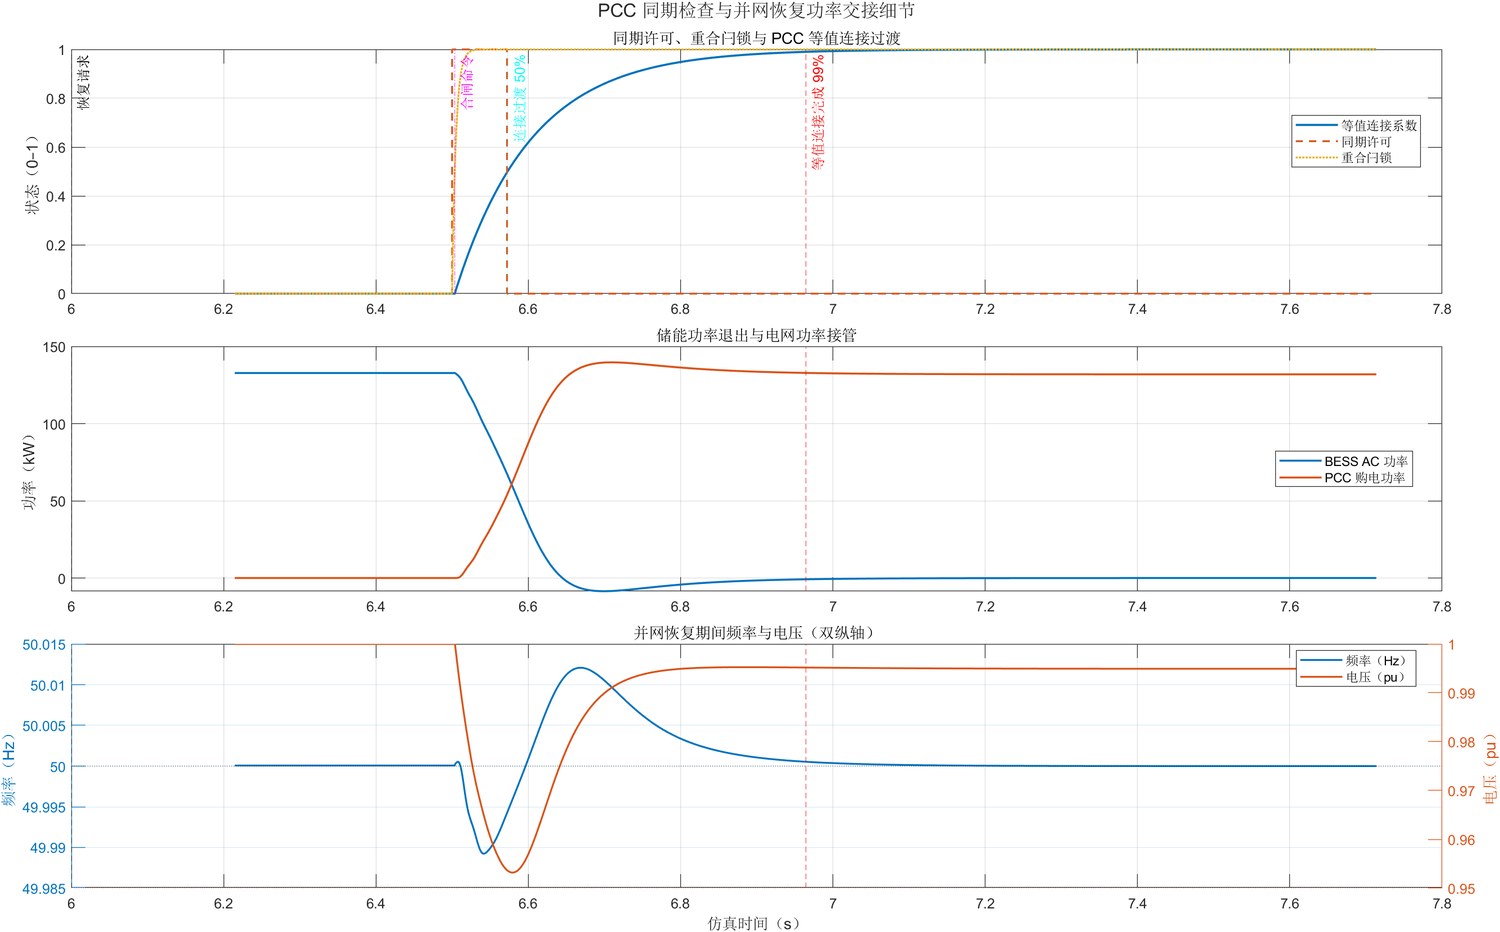 PCC 同期检查与并网恢复功率交接细节
同期许可、重合闩锁与 PCC 等值连接过渡
状态（0–1）
1
0.8
0.6
0.4
0.2
0
恢复请求
合闸命令
连接过渡 50%
等值连接完成 99%
等值连接系数
同期许可
重合闩锁
6 6.2 6.4 6.6 6.8 7 7.2 7.4 7.6 7.8
储能功率退出与电网功率接管
功率（kW）
150
100
50
0
BESS AC 功率
PCC 购电功率
6 6.2 6.4 6.6 6.8 7 7.2 7.4 7.6 7.8
并网恢复期间频率与电压（双纵轴）
频率（Hz）
50.015
50.01
50.005
50
49.995
49.99
49.985
频率（Hz）
电压（pu）
1
0.99
0.98
0.97
0.96
0.95
电压（pu）
6 6.2 6.4 6.6 6.8 7 7.2 7.4 7.6 7.8
仿真时间（s）